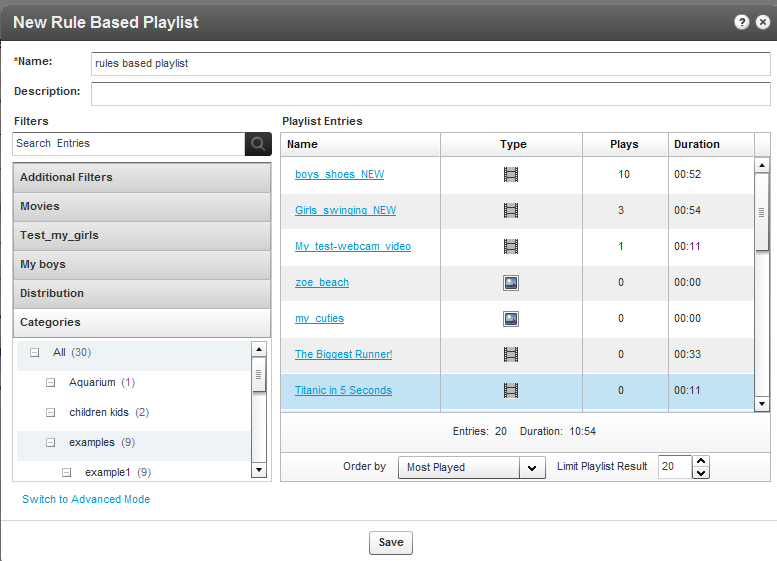 New Rule Based Playlist
*Name: rules based playlist
Description:
Filters
Search Entries
Additional Filters
Movies
Test_my_girls
My boys
Distribution
Categories
All (30)
Aquarium (1)
children kids (2)
examples (9)
example1 (9)
Switch to Advanced Mode
Playlist Entries
Name Type Plays Duration
boys_shoes_NEW 10 00:52
Girls_swinging_NEW 3 00:54
My_test-webcam_video 1 00:11
zoe_beach 0 00:00
my_cuties 0 00:00
The Biggest Runner! 0 00:33
Titanic in 5 Seconds 0 00:11
Entries: 20 Duration: 10:54
Order by Most Played Limit Playlist Result 20
Save